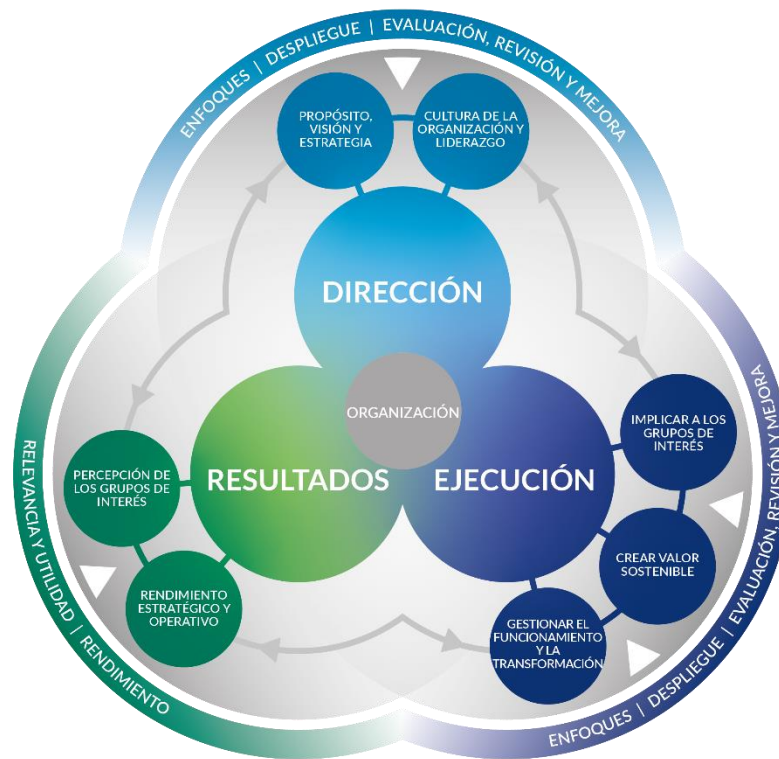 ENFOQUES | DESPLIEGUE | EVALUACIÓN, REVISIÓN Y MEJORA
PROPÓSITO,
VISIÓN Y
ESTRATEGIA
CULTURA DE LA
ORGANIZACIÓN Y
LIDERAZGO
DIRECCIÓN
ORGANIZACIÓN
RESULTADOS
EJECUCIÓN
IMPLICAR A LOS
GRUPOS DE
INTERÉS
CREAR VALOR
SOSTENIBLE
GESTIONAR EL
FUNCIONAMIENTO
Y LA
TRANSFORMACIÓN
PERCEPCIÓN DE
LOS GRUPOS DE
INTERÉS
RENDIMIENTO
ESTRATÉGICO Y
OPERATIVO
RELEVANCIA Y UTILIDAD | RENDIMIENTO
ENFOQUES | DESPLIEGUE | EVALUACIÓN, REVISIÓN Y MEJORA